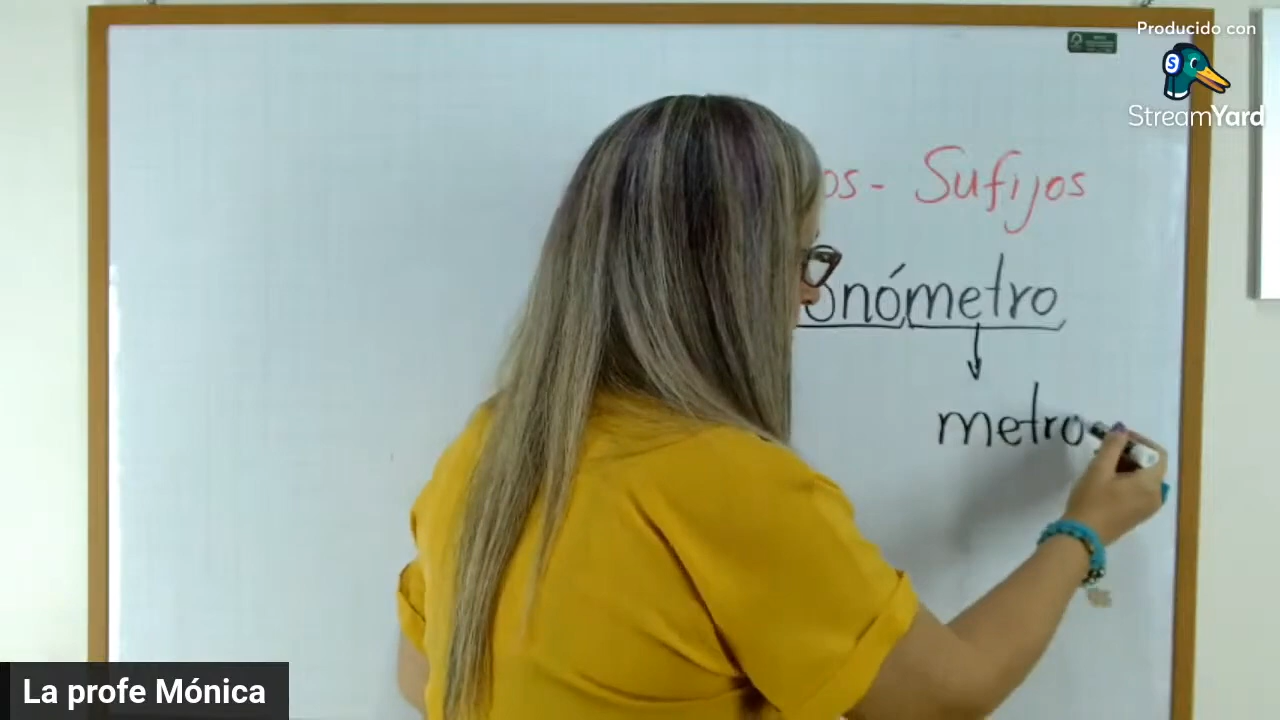 Producido con
StreamYard
os - Sufijos
onómetro
metro
La profe Mónica